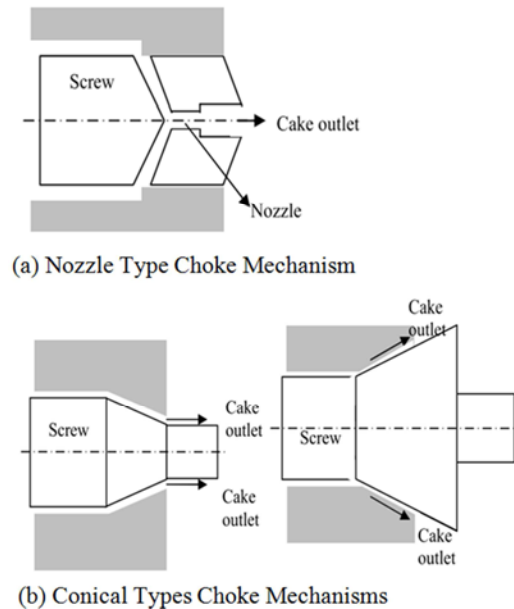 Screw
Cake outlet
Nozzle
(a) Nozzle Type Choke Mechanism
Cake
outlet
Screw
Cake
outlet
Cake
outlet
Screw
Cake
outlet
(b) Conical Types Choke Mechanisms